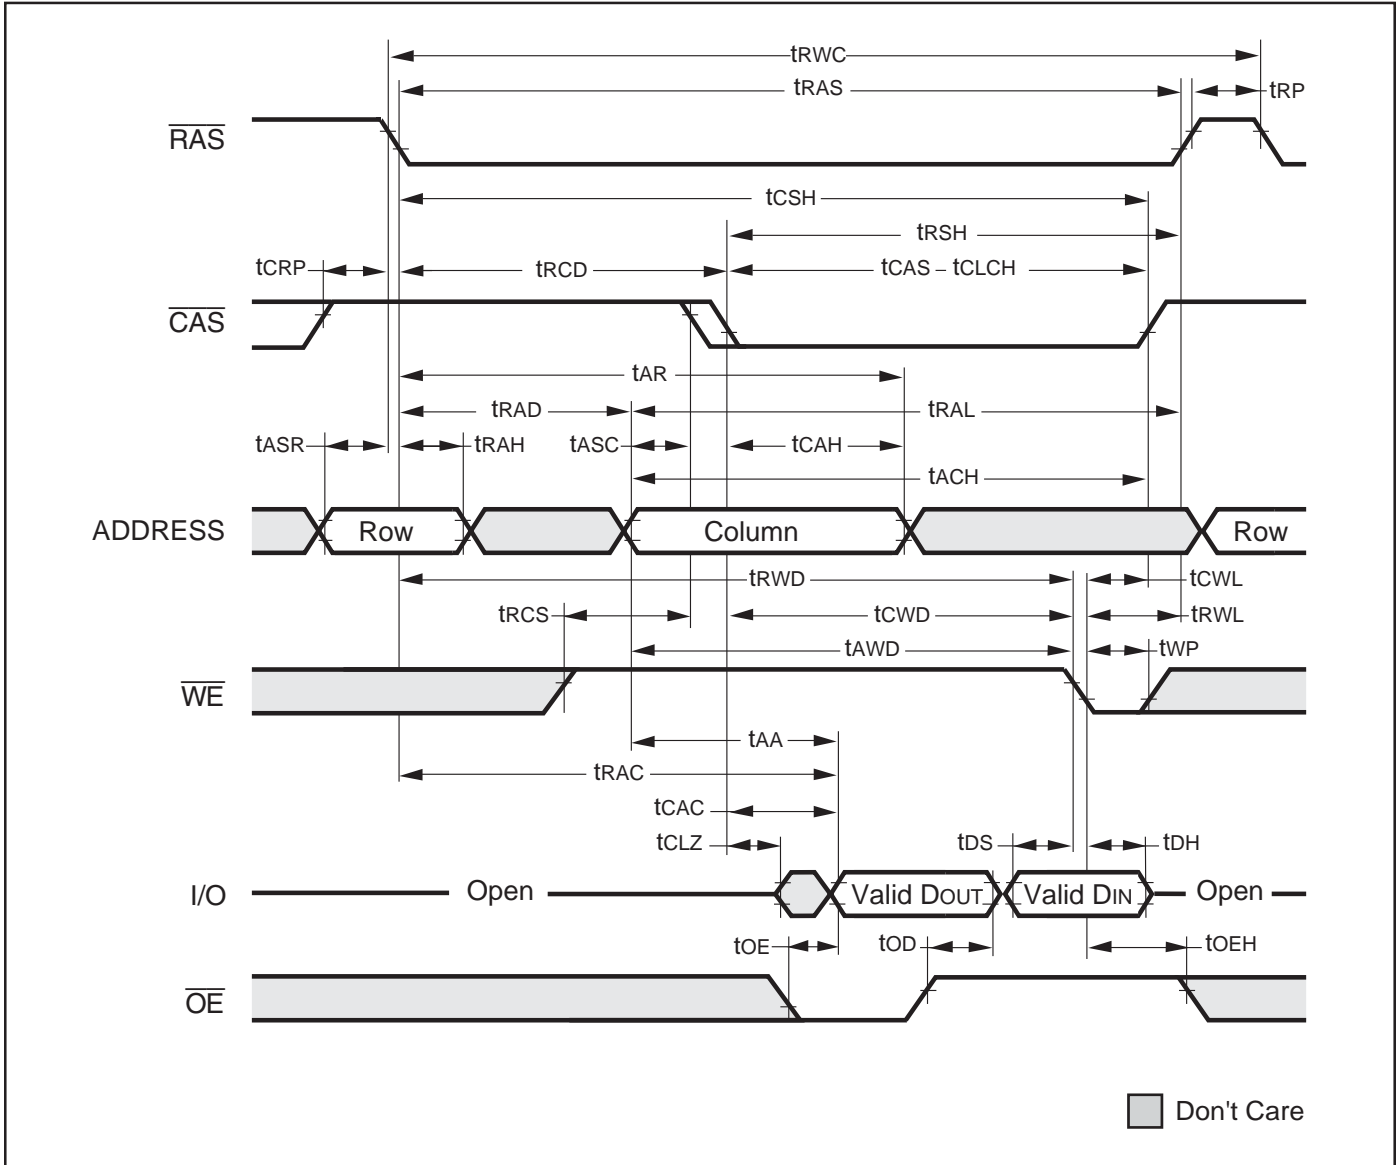 tRWC
tRAS
tRP
RAS
tCSH
tRSH
tCRP
tRCD
tCAS
tCLCH
CAS
tAR
tRAD
tRAL
tASR
tRAH
tASC
tCAH
tACH
ADDRESS
Row
Column
Row
tRWD
tCWL
tRCS
tCWD
tRWL
tAWD
tWP
WE
tAA
tRAC
tCAC
tCLZ
tDS
tDH
I/O
Open
Valid DOUT
Valid DIN
Open
tOE
tOD
tOEH
OE
Don't Care